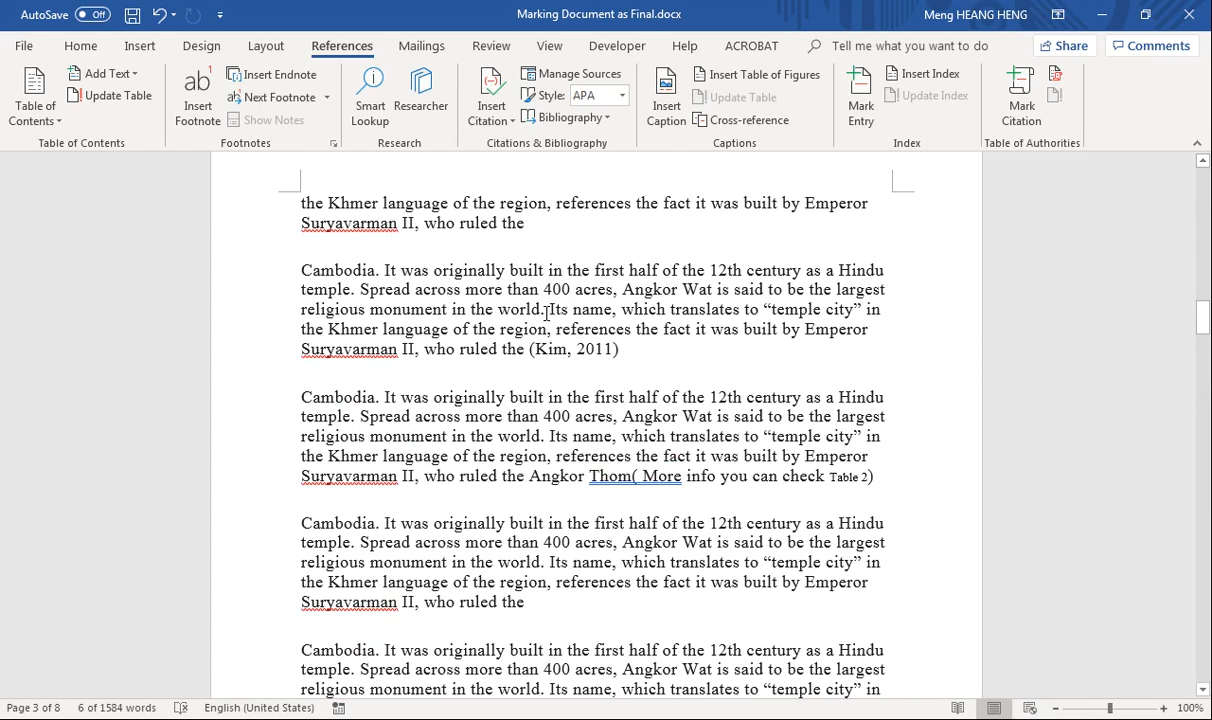 AutoSave Off Marking Document as Final.docx Meng HEANG HENG
File Home Insert Design Layout References Mailings Review View Developer Help ACROBAT Tell me what you want to do Share Comments
Table of Contents
Add Text
Update Table
Table of Contents
ab1
Insert Footnote
Insert Endnote
Next Footnote
Show Notes
Footnotes
Smart Lookup
Researcher
Research
Insert Citation
Manage Sources
Style: APA
Bibliography
Citations & Bibliography
Insert Caption
Insert Table of Figures
Update Table
Cross-reference
Captions
Mark Entry
Insert Index
Update Index
Index
Mark Citation
Table of Authorities
the Khmer language of the region, references the fact it was built by Emperor
Suryavarman II, who ruled the
Cambodia. It was originally built in the first half of the 12th century as a Hindu
temple. Spread across more than 400 acres, Angkor Wat is said to be the largest
religious monument in the world. Its name, which translates to “temple city” in
the Khmer language of the region, references the fact it was built by Emperor
Suryavarman II, who ruled the (Kim, 2011)
Cambodia. It was originally built in the first half of the 12th century as a Hindu
temple. Spread across more than 400 acres, Angkor Wat is said to be the largest
religious monument in the world. Its name, which translates to “temple city” in
the Khmer language of the region, references the fact it was built by Emperor
Suryavarman II, who ruled the Angkor Thom( More info you can check Table 2)
Cambodia. It was originally built in the first half of the 12th century as a Hindu
temple. Spread across more than 400 acres, Angkor Wat is said to be the largest
religious monument in the world. Its name, which translates to “temple city” in
the Khmer language of the region, references the fact it was built by Emperor
Suryavarman II, who ruled the
Cambodia. It was originally built in the first half of the 12th century as a Hindu
temple. Spread across more than 400 acres, Angkor Wat is said to be the largest
religious monument in the world. Its name, which translates to “temple city” in
Page 3 of 8 6 of 1584 words English (United States) 100%